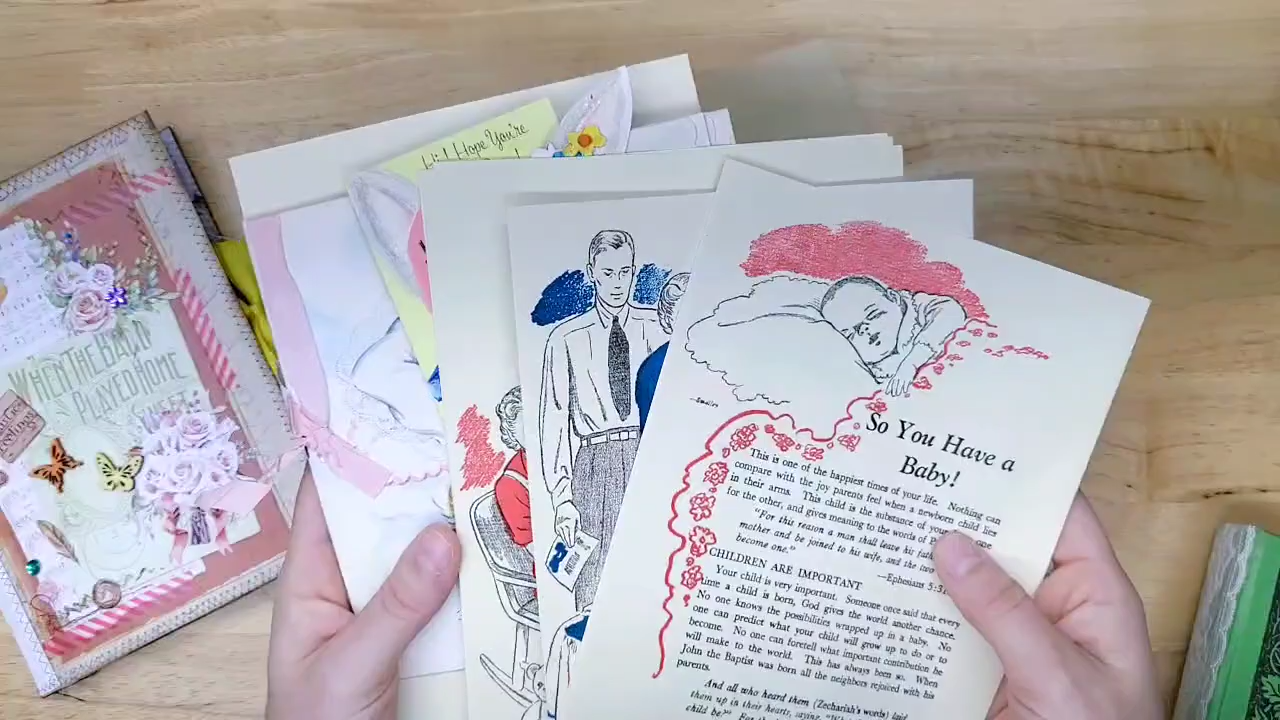 WHEN THE BAND
PLAYED HOME
SWEET
Hi! Hope You're
—Smalley
So You Have a
Baby!
This is one of the happiest times of your life. Nothing can
compare with the joy parents feel when a newborn child lies
in their arms. This child is the substance of your
for the other, and gives meaning to the words of
"For this reason a man shall leave his
mother and be joined to his wife, and the two
become one."
—Ephesians 5:31
CHILDREN ARE IMPORTANT
Your child is very important. Someone once said that every
time a child is born, God gives the world another chance.
No one knows the possibilities wrapped up in a baby. No
one can predict what your child will grow up to do or to
become. No one can foretell what important contribution he
will make to the world. This has always been so. When
John the Baptist was born all the neighbors rejoiced with his
parents.
And all who heard them (Zechariah's words) laid
them up in their hearts, saying,
child be?"